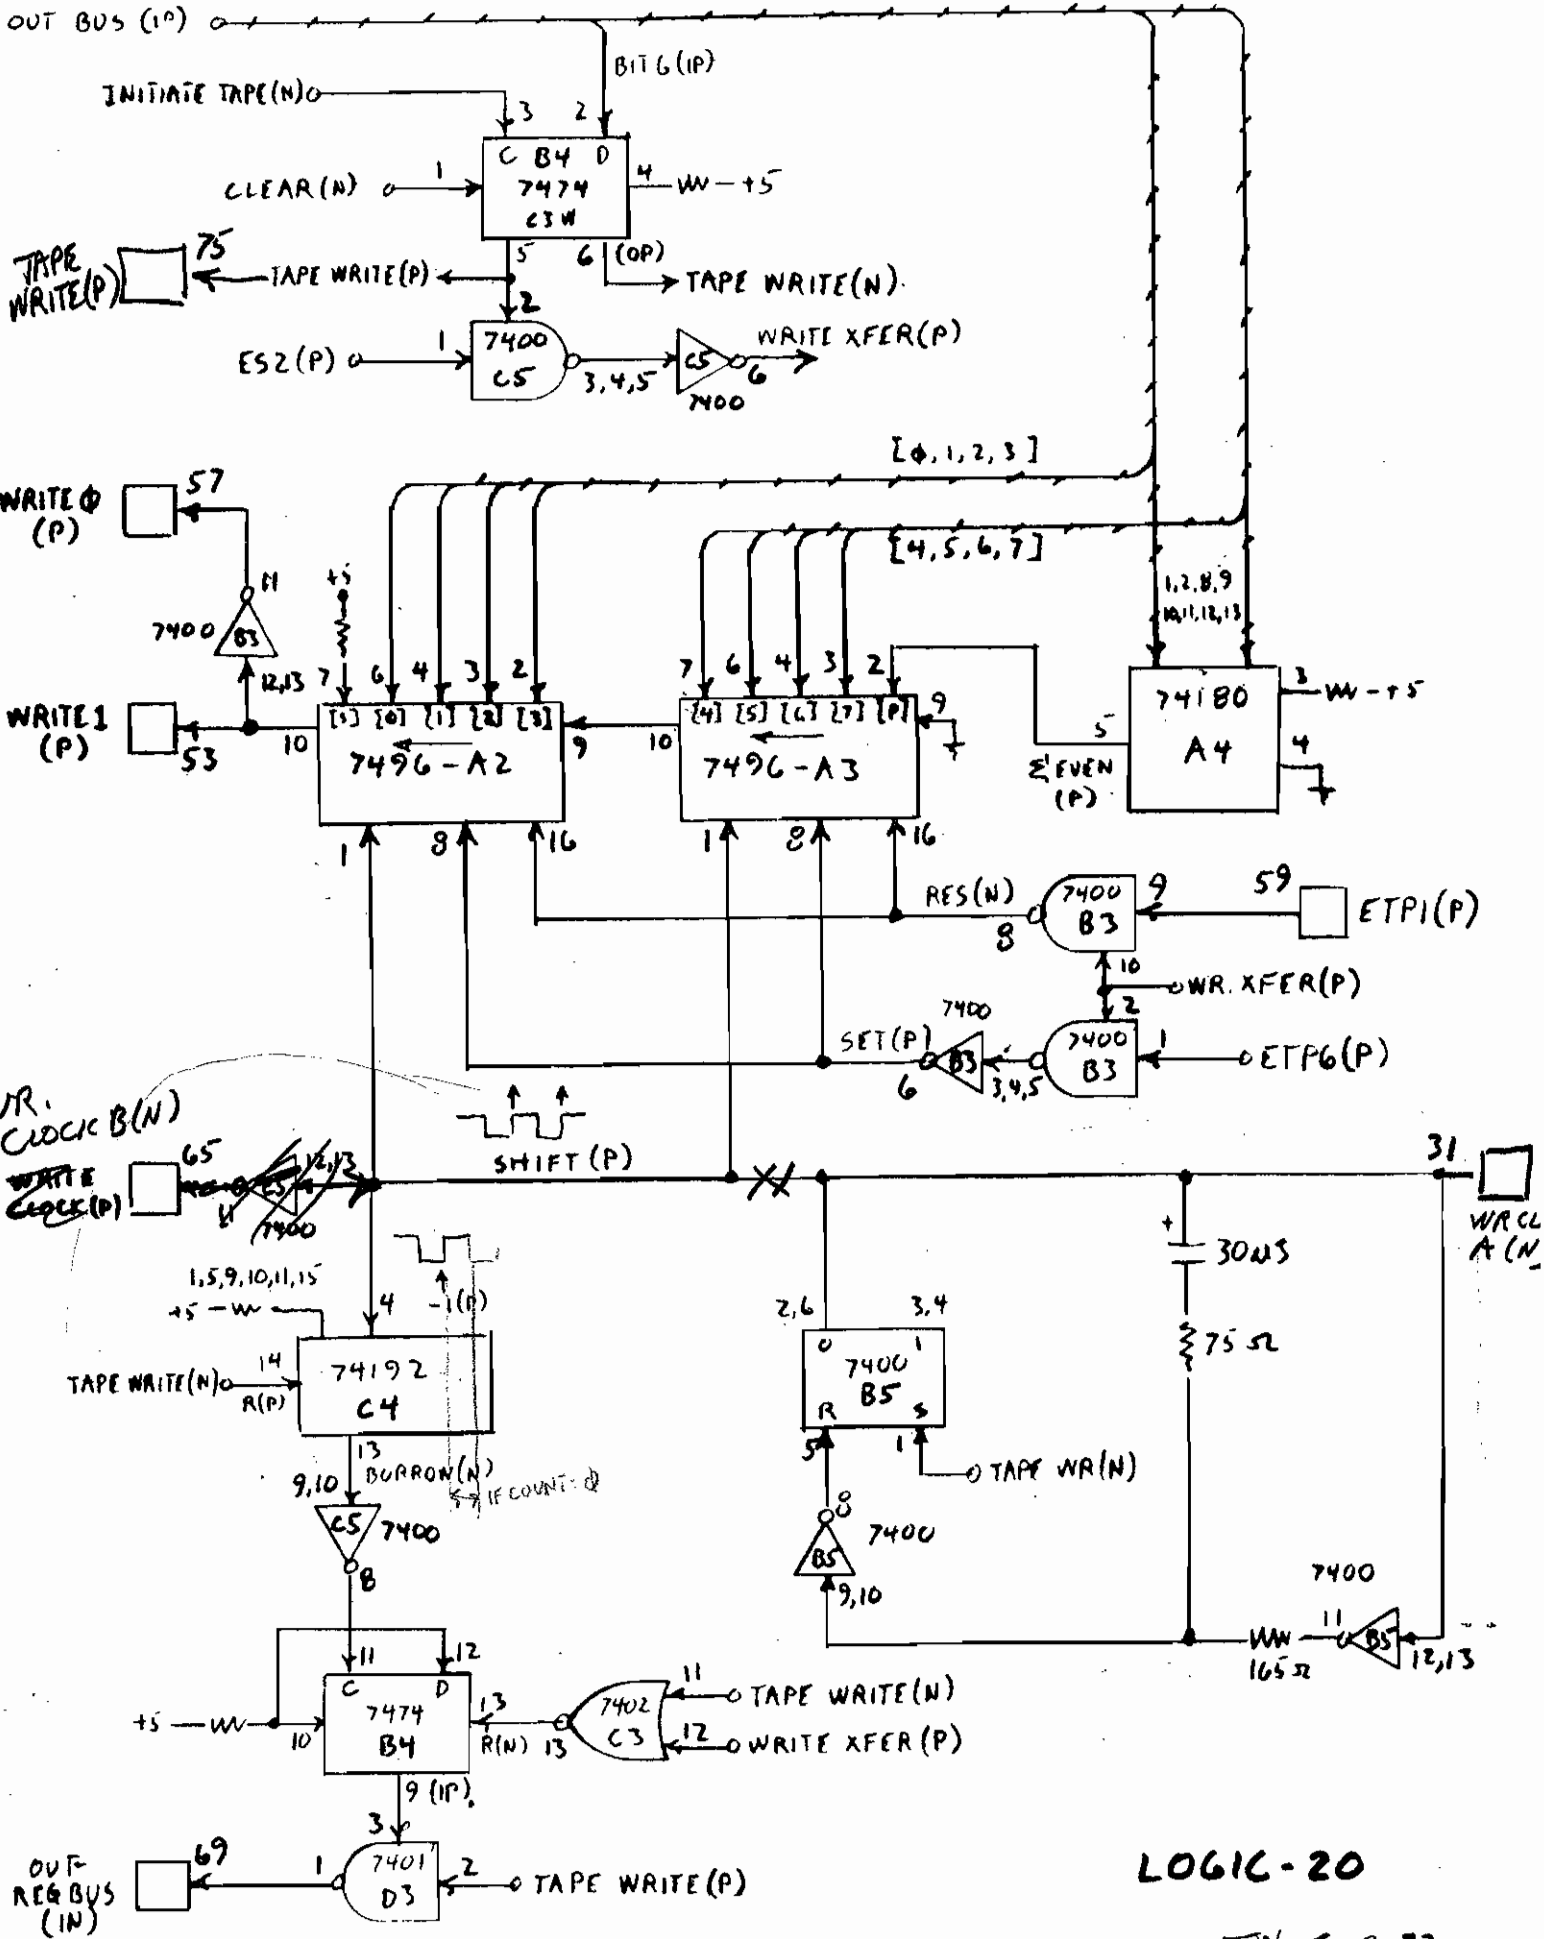 OUT BUS (1P)
BIT 6 (1P)
INITIATE TAPE(N)
3 2
C B4 D
7474
C3W
1 4
CLEAR(N)
+5
5 6 (0P)
TAPE WRITE(P)
75
TAPE WRITE(P)
TAPE WRITE(N).
2
7400
C5
1
ES2(P)
3,4,5
C5
7400
6
WRITE XFER(P)
[ϕ,1,2,3]
[4,5,6,7]
WRITE ϕ
(P)
57
11
7400
B3
12,13
+5
7 6 4 3 2
[S] [0] [1] [2] [3]
7496-A2
WRITE 1
(P)
53
10
9
1 8 16
7 6 4 3 2
[4] [5] [6] [7] [P]
7496-A3
10
9
1 8 16
1,2,8,9
10,11,12,13
74180
A4
3
+5
4
5
Σ EVEN
(P)
RES(N)
8
7400
B3
9
59
ETP1(P)
10
WR. XFER(P)
2
7400
SET(P)
6
B3
3,4,5
7400
B3
1
ETP6(P)
CLOCK B(N)
WRITE
CLOCK(P)
65
11
12,13
7400
SHIFT (P)
31
A (N
75 Ω
1,5,9,10,11,15
+5
4
-1(P)
74192
C4
TAPE WRITE(N)
14
R(P)
13
BORROW(N)
IF COUNT=ϕ
9,10
C5
7400
8
2,6 3,4
0 1
7400
B5
R S
5 1
TAPE WR(N)
8
B5
7400
9,10
165 Ω
11
7400
B5
12,13
11 12
C D
7474
B4
+5
10
13
R(N)
13
7402
C3
11
TAPE WRITE(N)
12
WRITE XFER(P)
9 (1P).
3
7401
D3
1
2
TAPE WRITE(P)
69
OUT-
REG BUS
(1N)
LOGIC-20